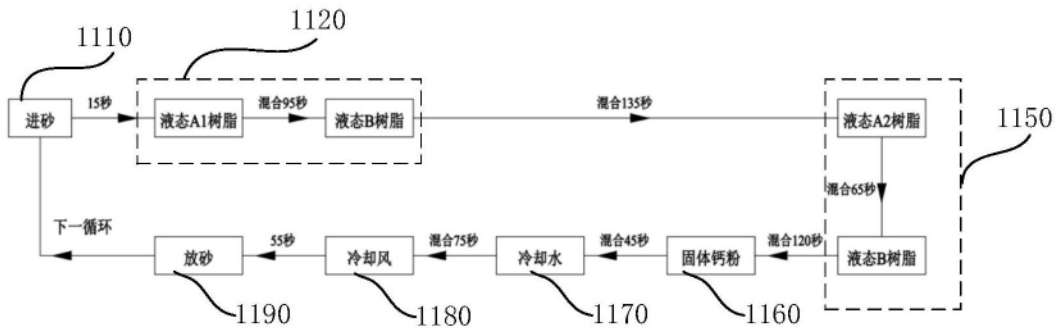 1110
1120
进砂
15秒
液态A1树脂
混合95秒
液态B树脂
混合135秒
液态A2树脂
1150
混合65秒
下一循环
放砂
55秒
冷却风
混合75秒
冷却水
混合45秒
固体钙粉
混合120秒
液态B树脂
1190
1180
1170
1160